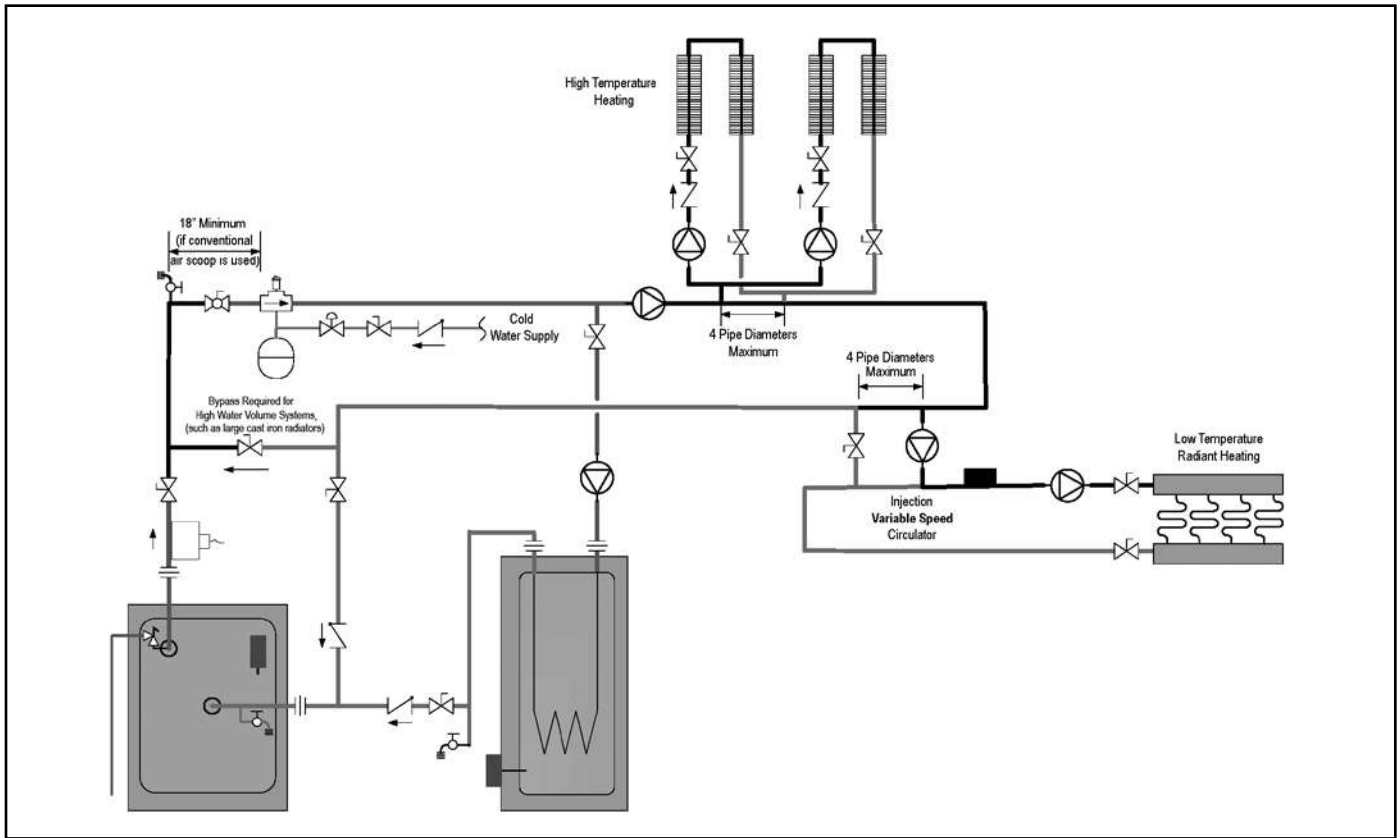 High Temperature
Heating
18" Minimum
(if conventional
air scoop is used)
Cold
Water Supply
4 Pipe Diameters
Maximum
4 Pipe Diameters
Maximum
Bypass Required for
High Water Volume Systems,
(such as large cast iron radiators)
Low Temperature
Radiant Heating
Injection
Variable Speed
Circulator